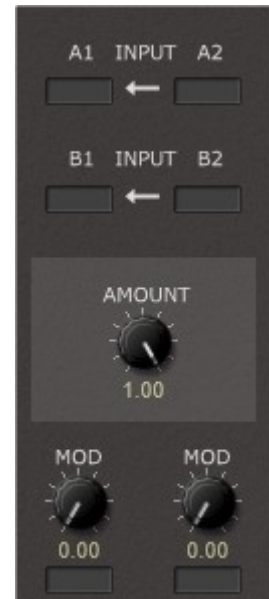 A1 INPUT A2
B1 INPUT B2
AMOUNT
1.00
MOD MOD
0.00 0.00